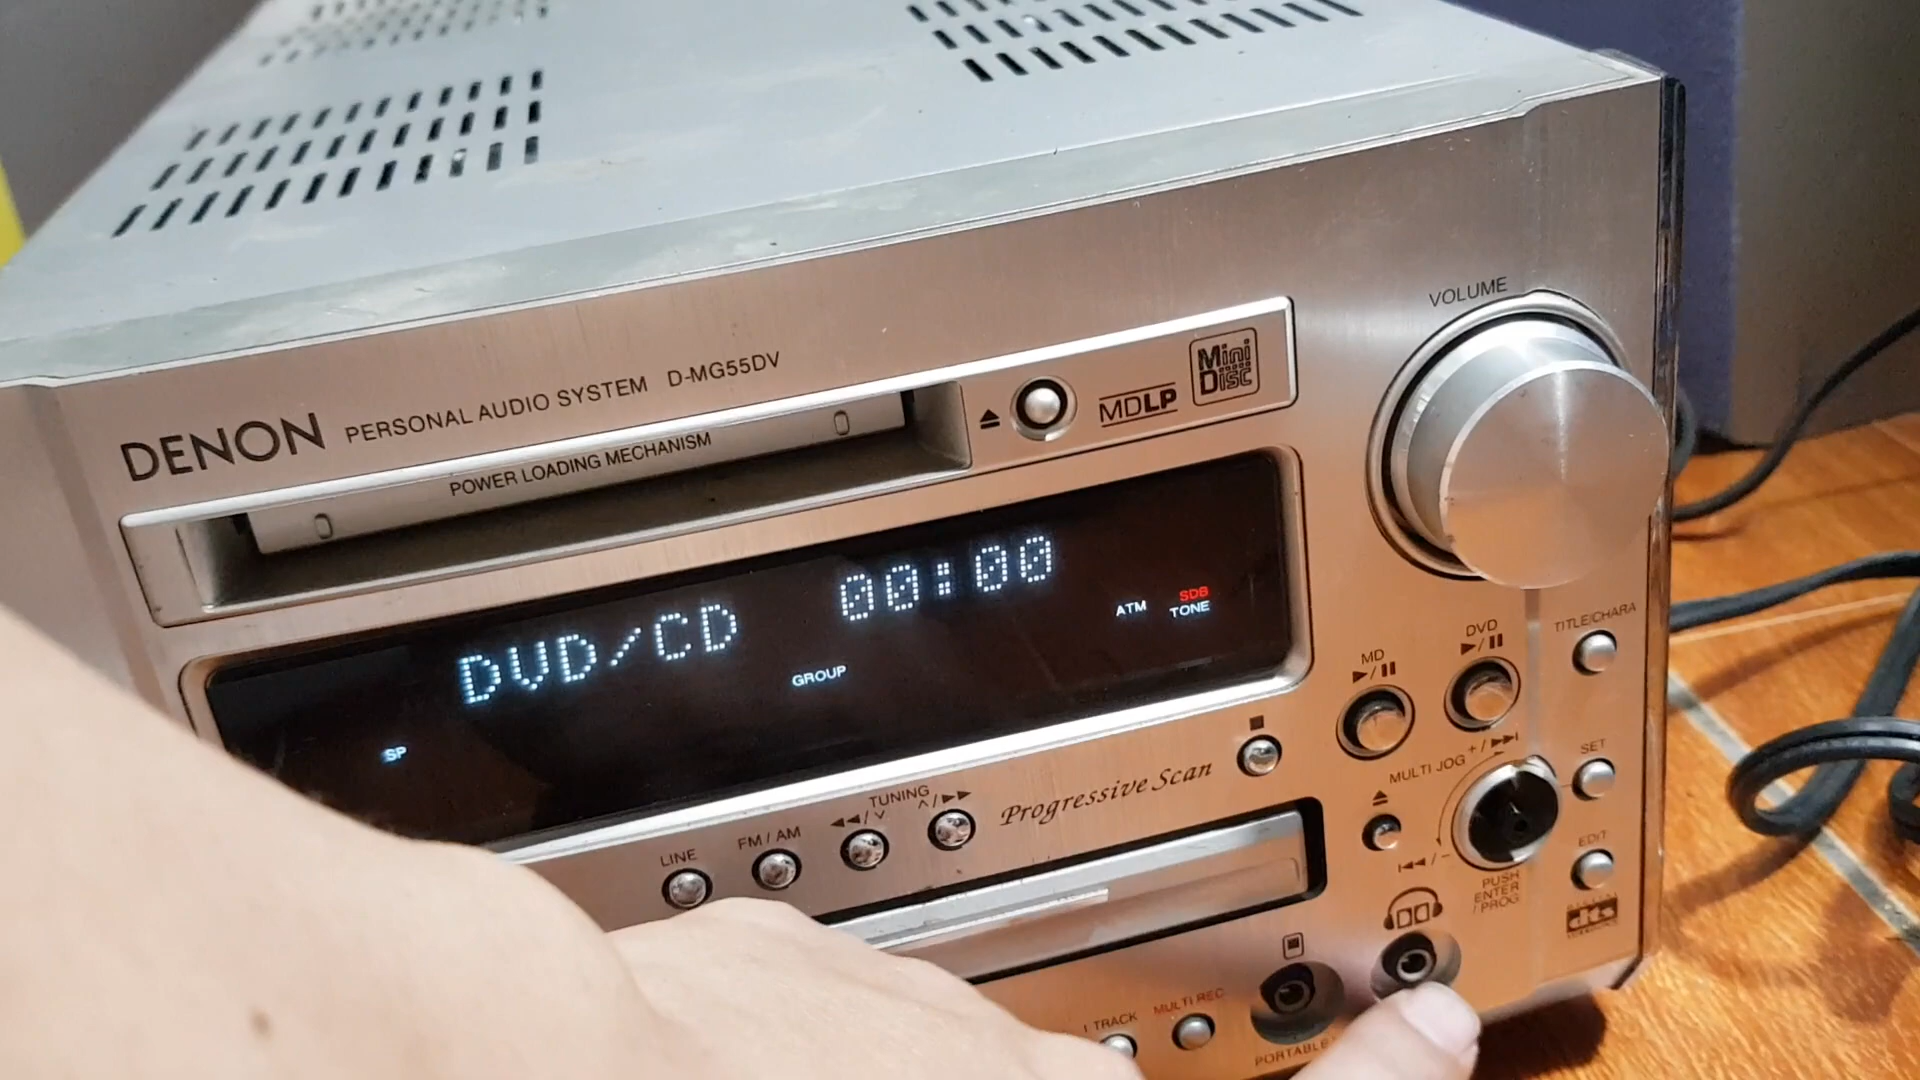 VOLUME
DENON PERSONAL AUDIO SYSTEM D-MG55DV
POWER LOADING MECHANISM
MDLP
Mini Disc
DVD/CD 00:00
ATM
SDB
TONE
GROUP
SP
TITLE/CHARA
DVD
MD
SET
MULTI JOG
EDIT
PUSH
ENTER
/ PROG
TUNING
Progressive Scan
LINE
FM / AM
dts
1 TRACK
MULTI REC
PORTABLE